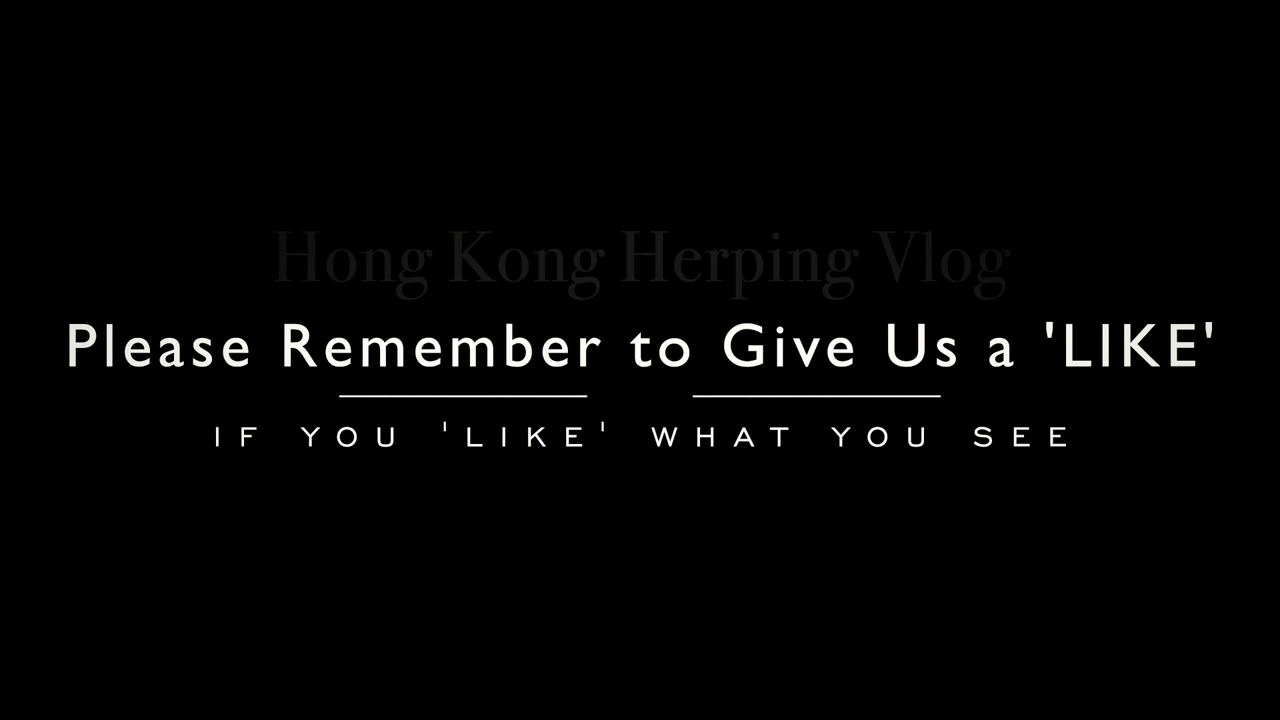 Hong Kong Herping Vlog
Please Remember to Give Us a 'LIKE'
IF YOU 'LIKE' WHAT YOU SEE